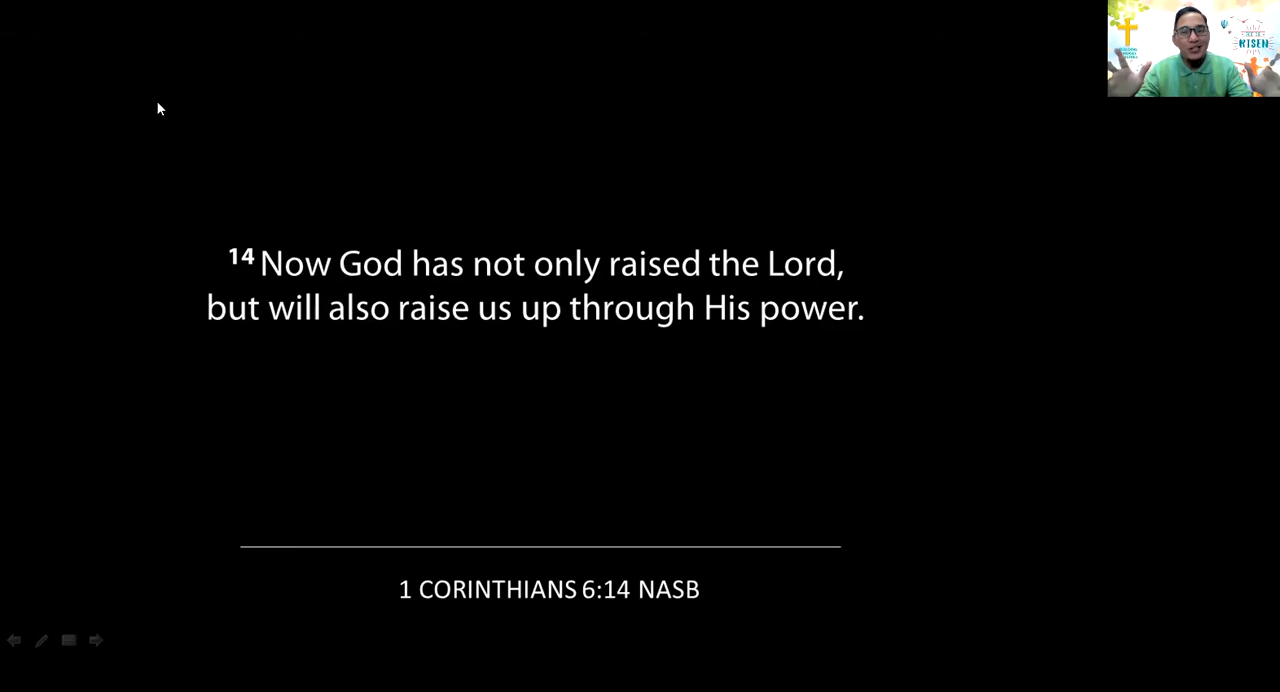 14 Now God has not only raised the Lord,
but will also raise us up through His power.
1 CORINTHIANS 6:14 NASB
RISEN